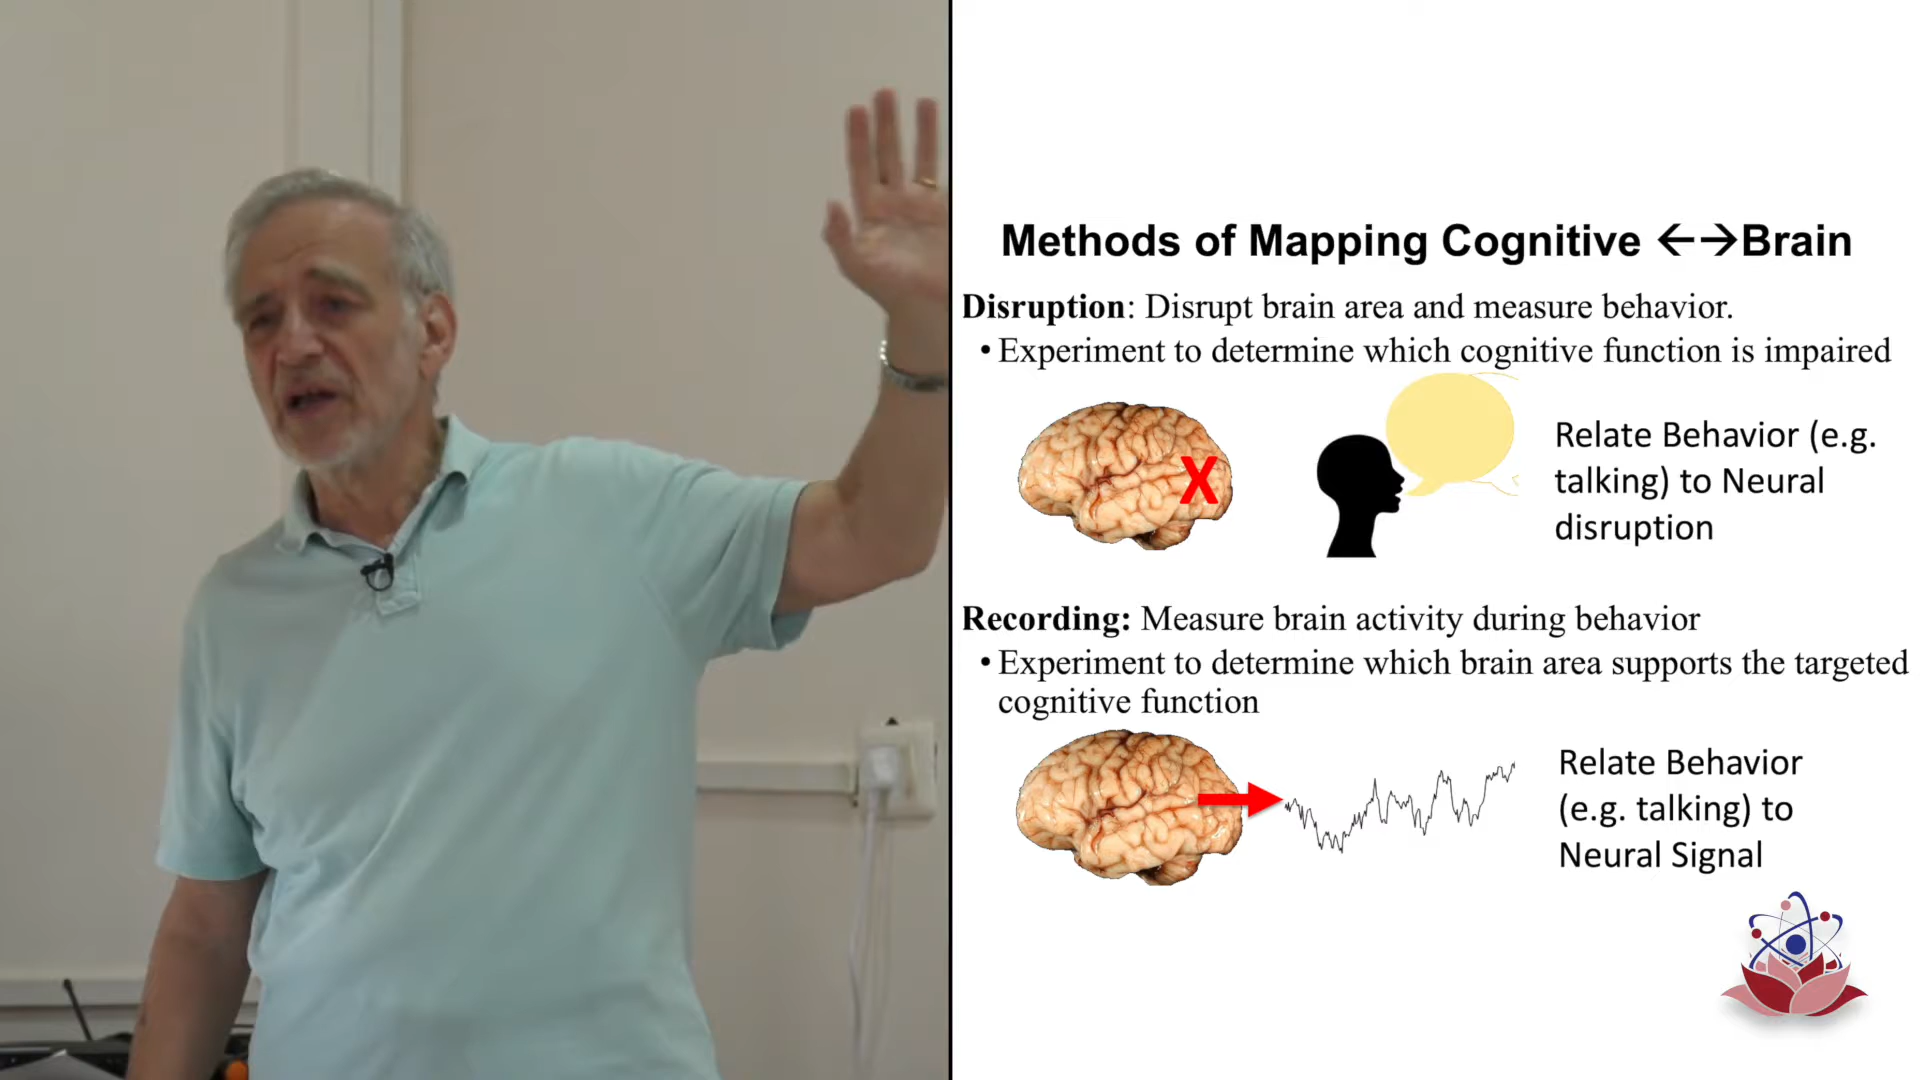 Methods of Mapping Cognitive ←→Brain
Disruption: Disrupt brain area and measure behavior.
• Experiment to determine which cognitive function is impaired
X
Relate Behavior (e.g.
talking) to Neural
disruption
Recording: Measure brain activity during behavior
• Experiment to determine which brain area supports the targeted
cognitive function
Relate Behavior
(e.g. talking) to
Neural Signal